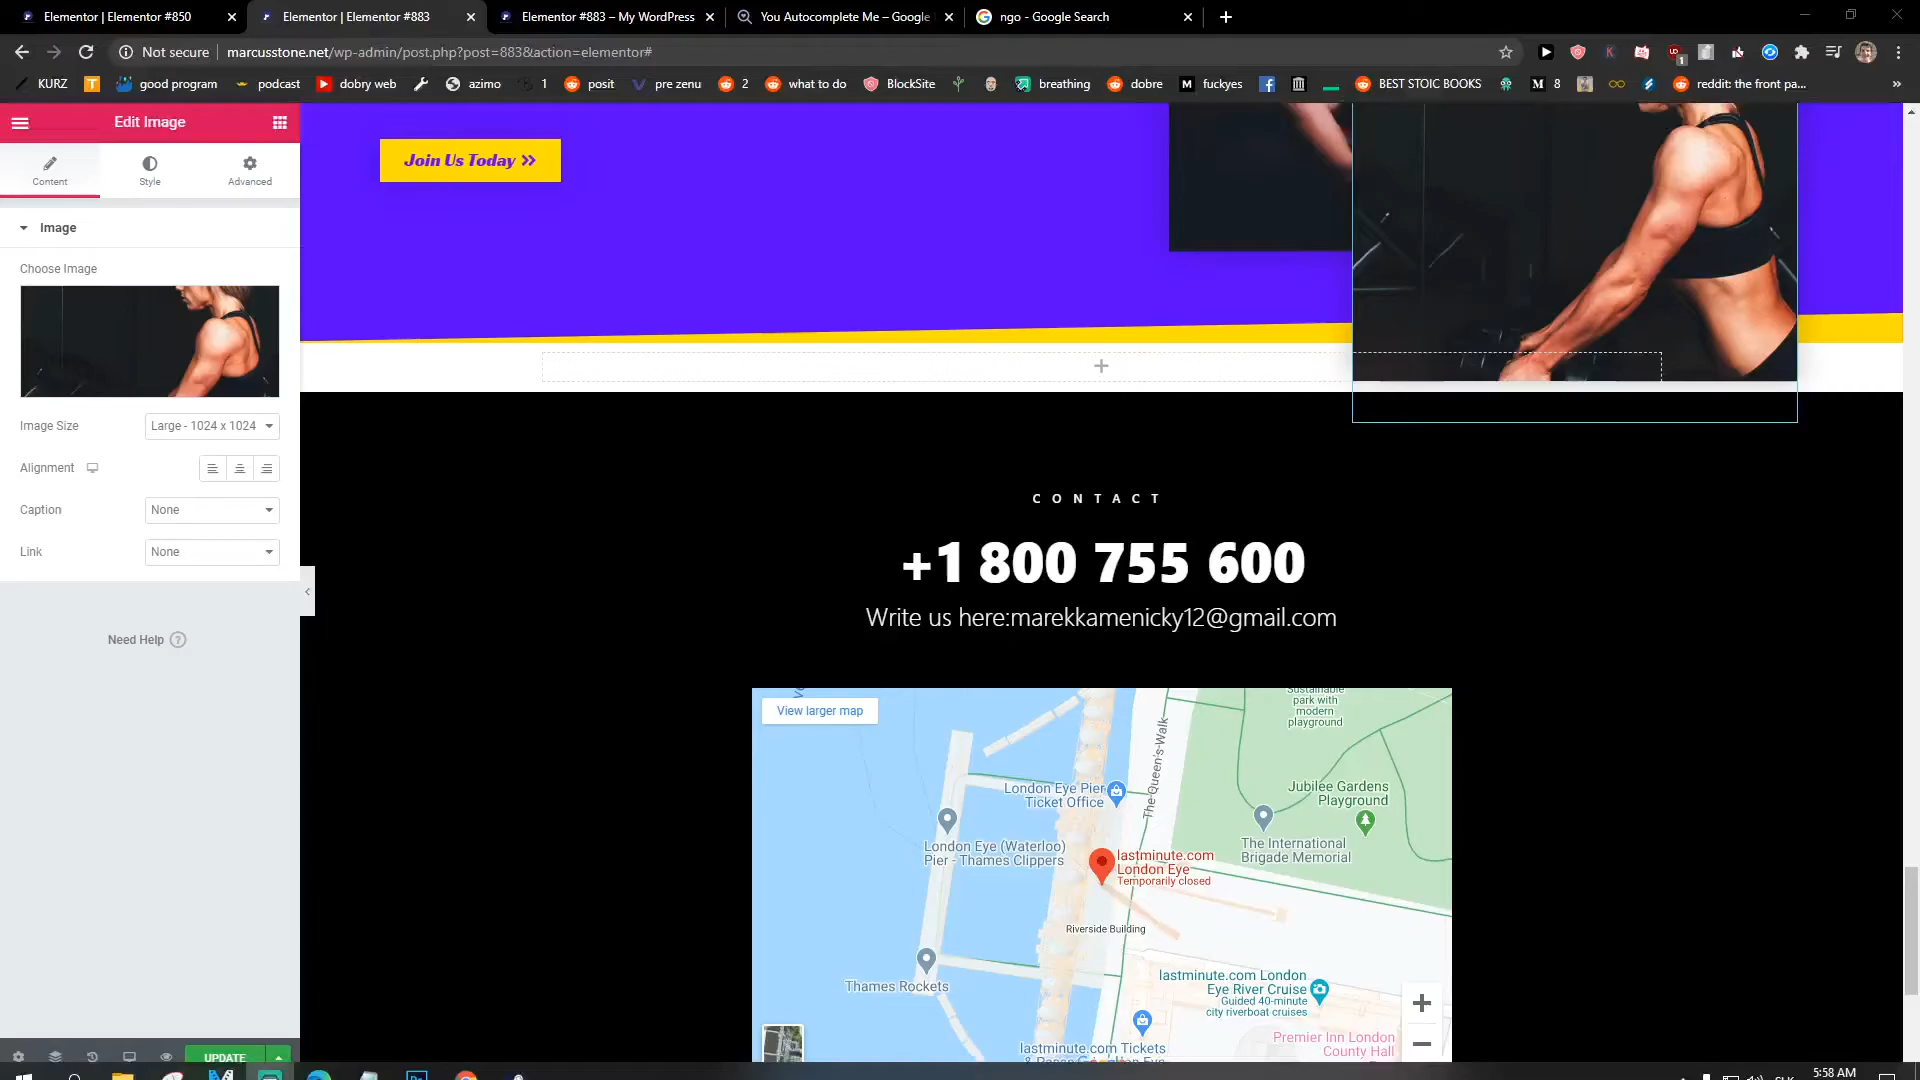 Elementor | Elementor #850
Elementor | Elementor #883
Elementor #883 – My WordPress
You Autocomplete Me – Google
ngo - Google Search
Not secure
marcusstone.net/wp-admin/post.php?post=883&action=elementor#
KURZ
good program
podcast
dobry web
azimo
1
posit
pre zenu
2
what to do
BlockSite
breathing
dobre
fuckyes
BEST STOIC BOOKS
8
reddit: the front pa...
Edit Image
Content
Style
Advanced
Image
Choose Image
Image Size
Large - 1024 x 1024
Alignment
Caption
None
Link
None
Need Help
UPDATE
Join Us Today
CONTACT
+1 800 755 600
Write us here:marekkamenicky12@gmail.com
View larger map
Sustainable
park with
modern
playground
The Queen's Walk
London Eye Pier
Ticket Office
Jubilee Gardens
Playground
London Eye (Waterloo)
Pier - Thames Clippers
The International
Brigade Memorial
lastminute.com
London Eye
Temporarily closed
Riverside Building
Thames Rockets
lastminute.com London
Eye River Cruise
Guided 40-minute
city riverboat cruises
lastminute.com Tickets
Premier Inn London
County Hall
5:58 AM